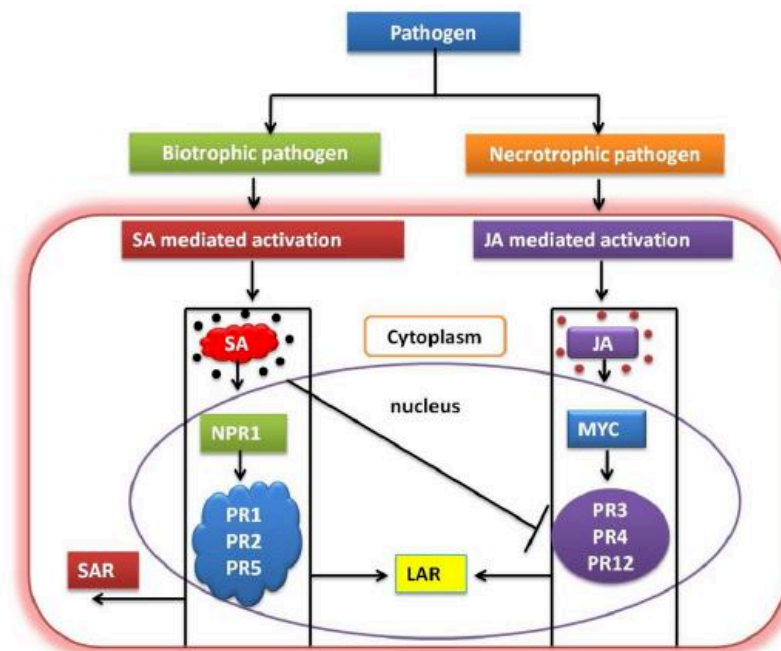 Pathogen
Biotrophic pathogen
Necrotrophic pathogen
SA mediated activation
JA mediated activation
SA
Cytoplasm
JA
nucleus
NPR1
MYC
PR1
PR2
PR5
PR3
PR4
PR12
SAR
LAR